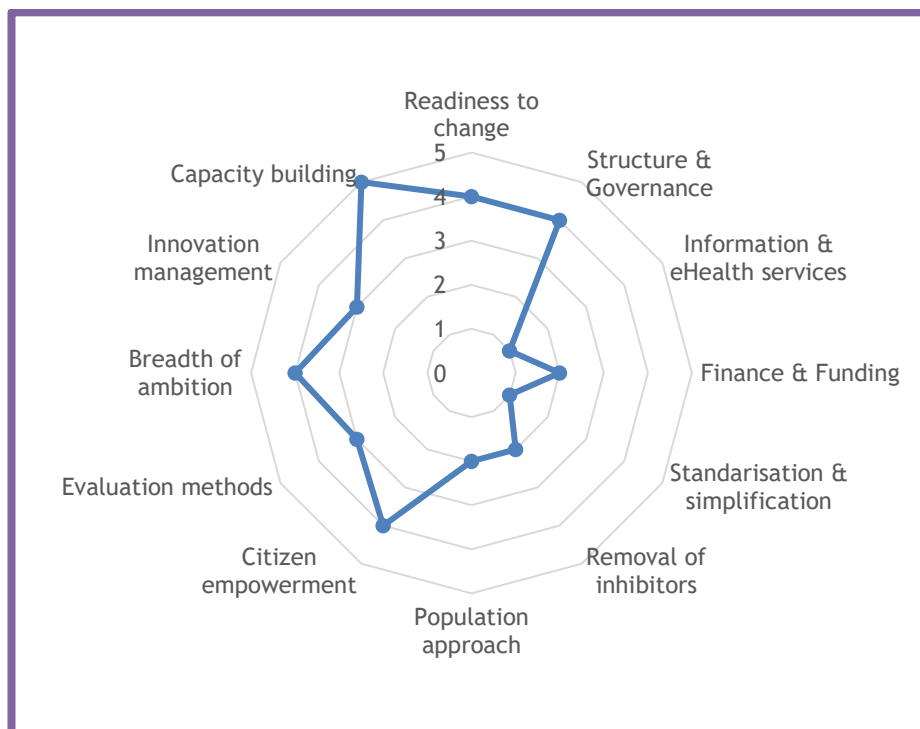 Readiness to
change
Structure &
Governance
Information &
eHealth services
Finance & Funding
Standarisation &
simplification
Removal of
inhibitors
Population
approach
Citizen
empowerment
Evaluation methods
Breadth of
ambition
Innovation
management
Capacity building
5
4
3
2
1
0